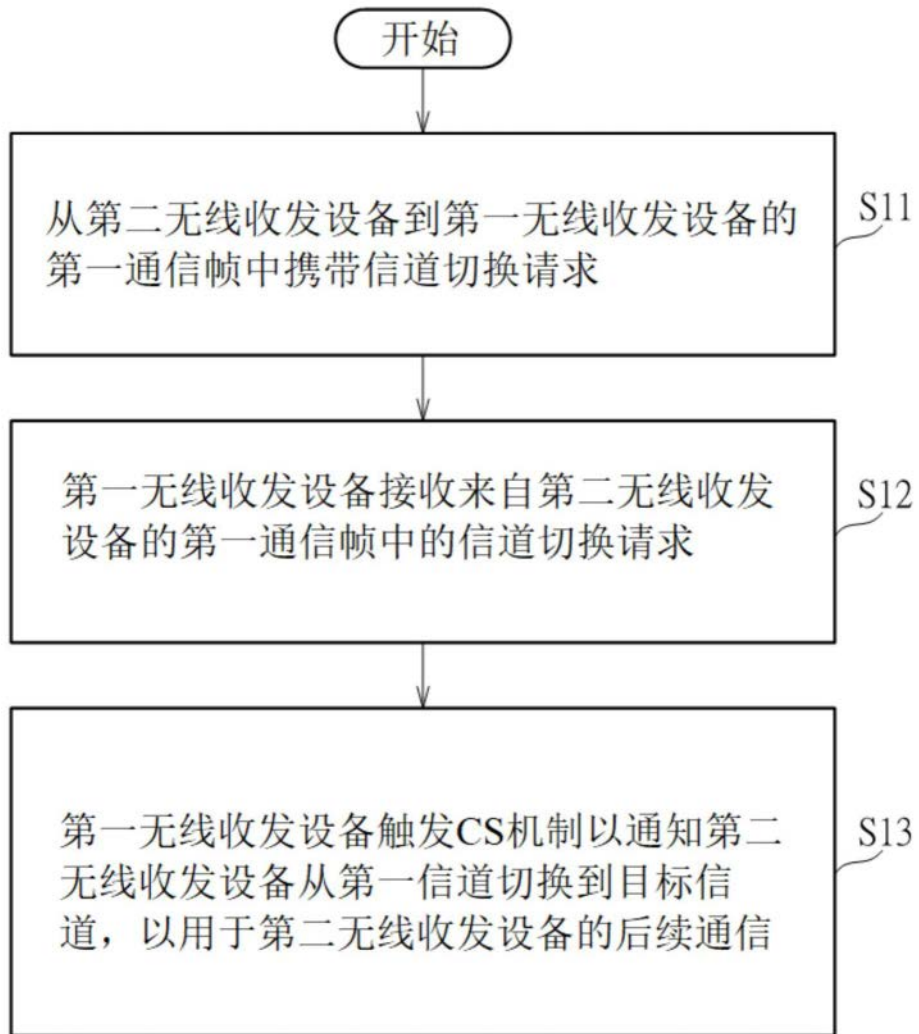 开始
从第二无线收发设备到第一无线收发设备的
第一通信帧中携带信道切换请求
S11
第一无线收发设备接收来自第二无线收发
设备的第一通信帧中的信道切换请求
S12
第一无线收发设备触发CS机制以通知第二
无线收发设备从第一信道切换到目标信
道，以用于第二无线收发设备的后续通信
S13